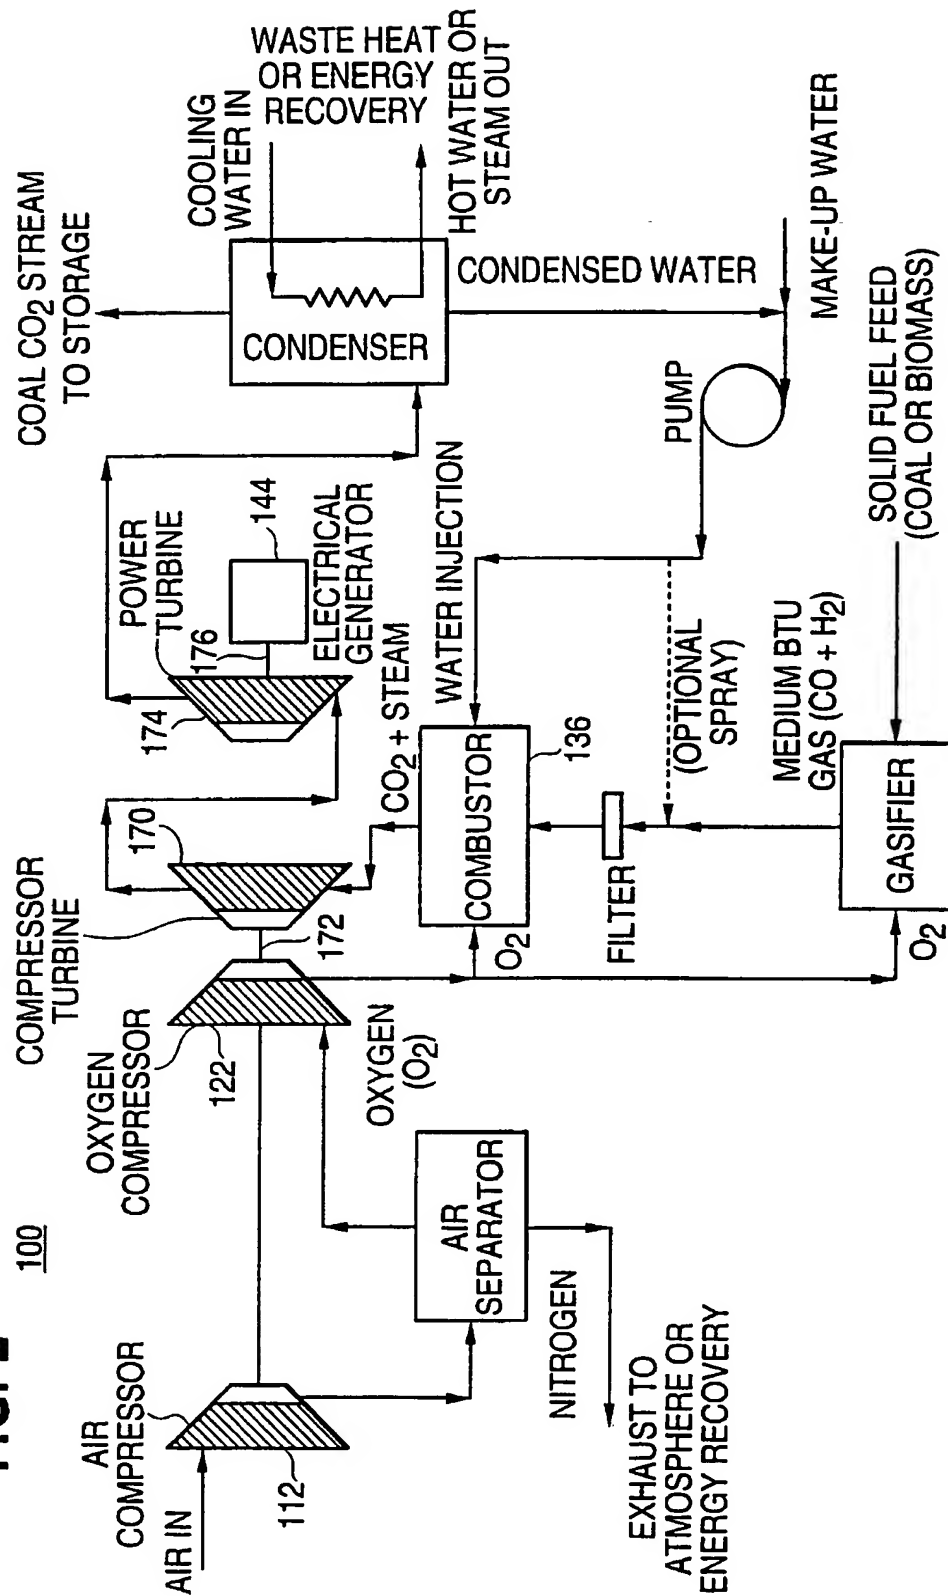 100
AIR IN
AIR
COMPRESSOR
112
OXYGEN
COMPRESSOR
122
COMPRESSOR
TURBINE
172
170
POWER
TURBINE
174
176
144
ELECTRICAL
GENERATOR
COAL CO2 STREAM
TO STORAGE
COOLING
WATER IN
WASTE HEAT
OR ENERGY
RECOVERY
HOT WATER OR
STEAM OUT
CONDENSER
CONDENSED WATER
MAKE-UP WATER
PUMP
WATER INJECTION
CO2 + STEAM
COMBUSTOR
136
O2
FILTER
(OPTIONAL
SPRAY)
MEDIUM BTU
GAS (CO + H2)
SOLID FUEL FEED
(COAL OR BIOMASS)
GASIFIER
O2
OXYGEN
(O2)
AIR
SEPARATOR
NITROGEN
EXHAUST TO
ATMOSPHERE OR
ENERGY RECOVERY